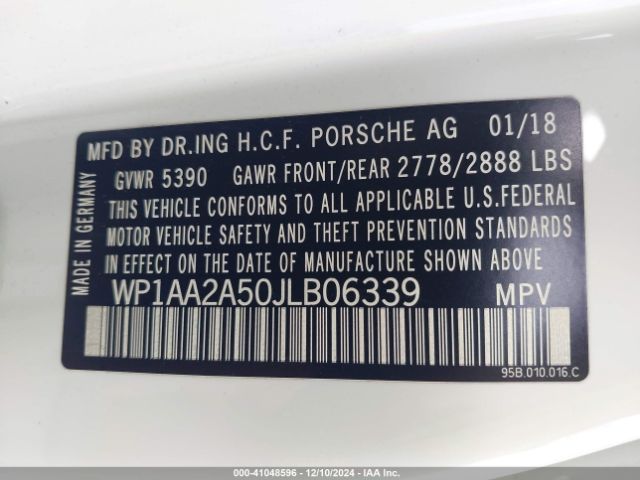 MFD BY DR.ING H.C.F. PORSCHE AG 01/18
GVWR 5390 GAWR FRONT/REAR 2778/2888 LBS
THIS VEHICLE CONFORMS TO ALL APPLICABLE U.S.FEDERAL
MOTOR VEHICLE SAFETY AND THEFT PREVENTION STANDARDS
IN EFFECT ON THE DATE OF MANUFACTURE SHOWN ABOVE.
WP1AA2A50JLB06339 MPV
MADE IN GERMANY
95B.010.016.C
000-41048596 - 12/10/2024 - IAA Inc.